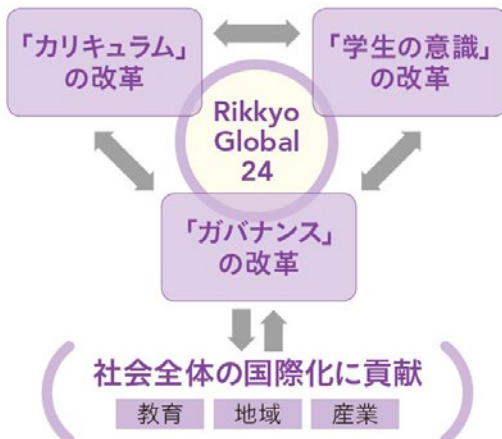 「カリキュラム」
の改革
「学生の意識」
の改革
Rikkyo
Global
24
「ガバナンス」
の改革
社会全体の国際化に貢献
教育
地域
産業